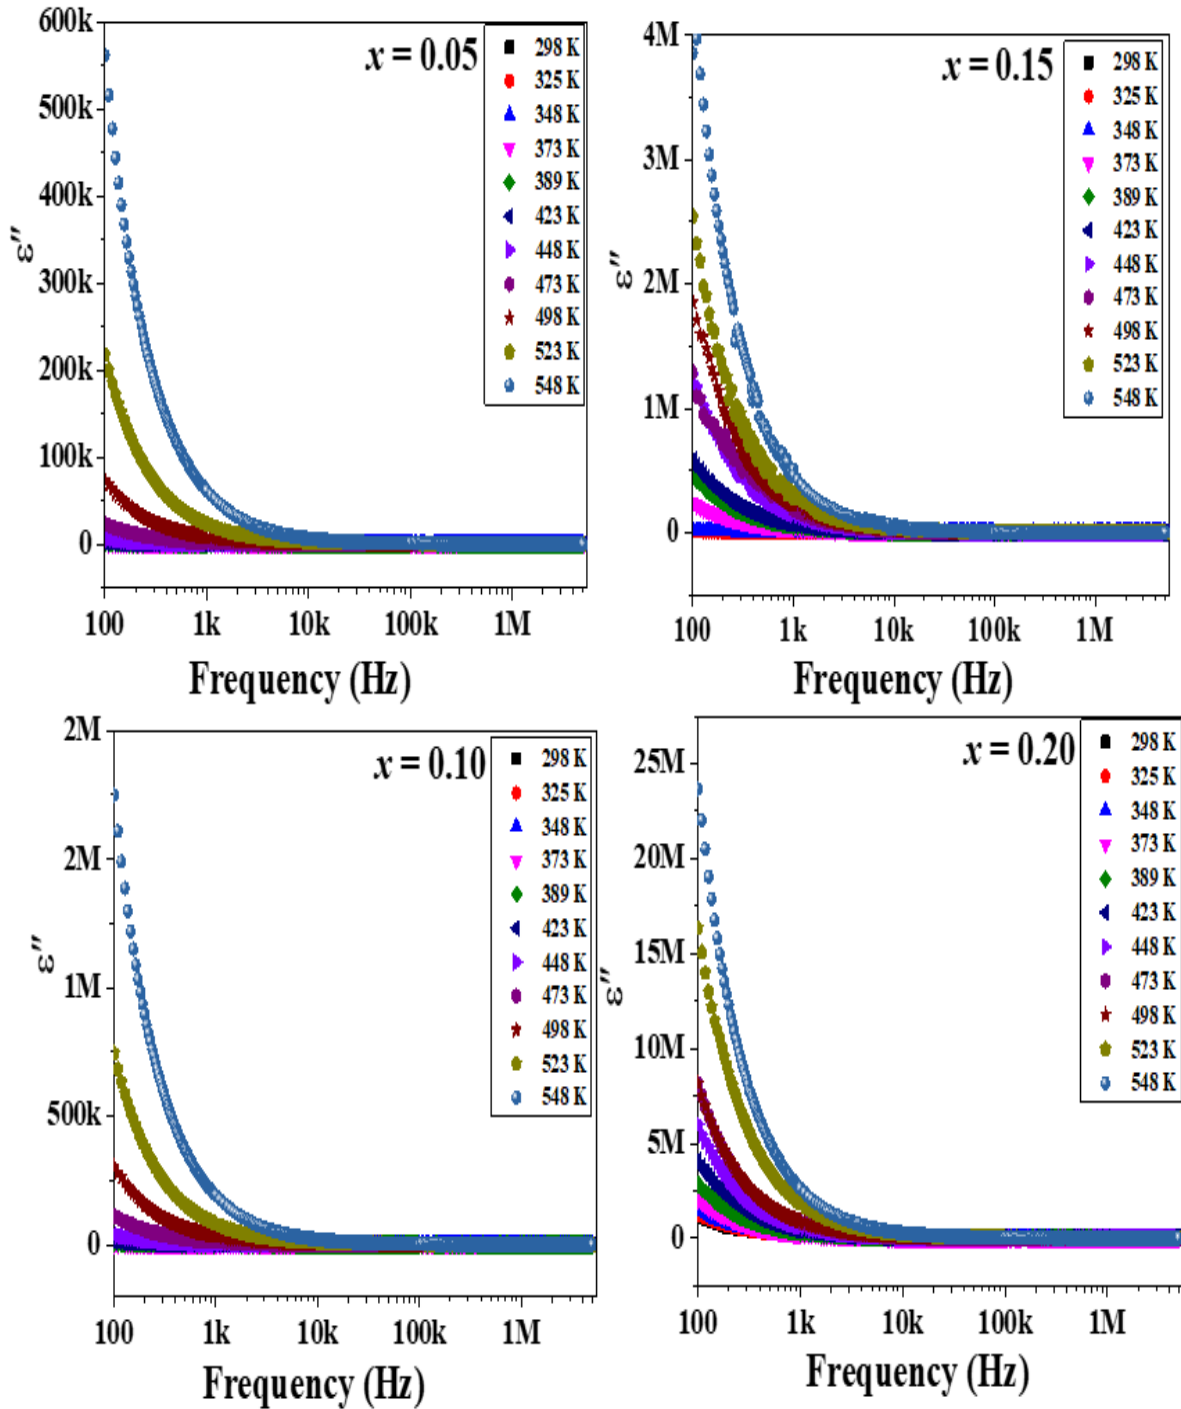 x = 0.05
600k
500k
400k
300k
200k
100k
0
ε″
298 K
325 K
348 K
373 K
389 K
423 K
448 K
473 K
498 K
523 K
548 K
100 1k 10k 100k 1M
Frequency (Hz)
x = 0.15
4M
3M
2M
1M
0
ε″
298 K
325 K
348 K
373 K
389 K
423 K
448 K
473 K
498 K
523 K
548 K
100 1k 10k 100k 1M
Frequency (Hz)
x = 0.10
2M
2M
1M
500k
0
ε″
298 K
325 K
348 K
373 K
389 K
423 K
448 K
473 K
498 K
523 K
548 K
100 1k 10k 100k 1M
Frequency (Hz)
x = 0.20
25M
20M
15M
10M
5M
0
ε″
298 K
325 K
348 K
373 K
389 K
423 K
448 K
473 K
498 K
523 K
548 K
100 1k 10k 100k 1M
Frequency (Hz)